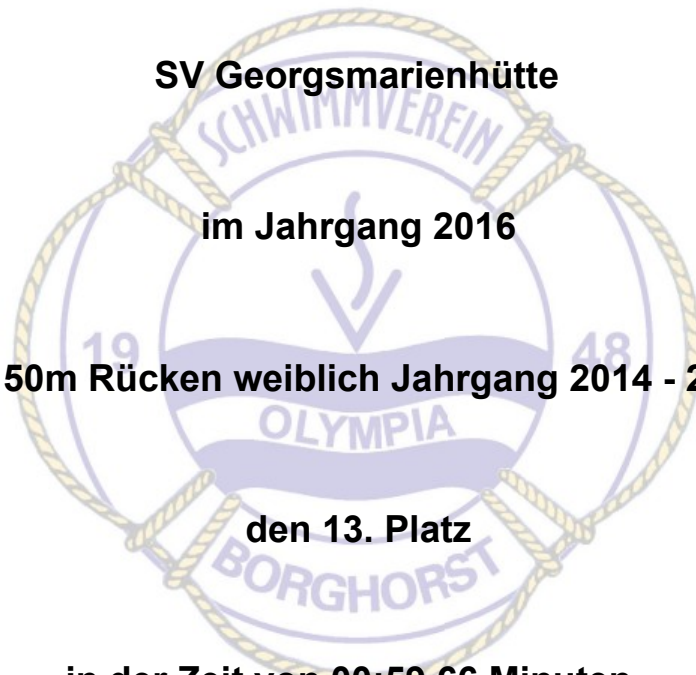 SV Georgsmarienhütte
SCHWIMMVEREIN
im Jahrgang 2016
19 48
50m Rücken weiblich Jahrgang 2014 - 2
OLYMPIA
den 13. Platz
BORGHORST
in der Zeit von 00:59,66 Minuten